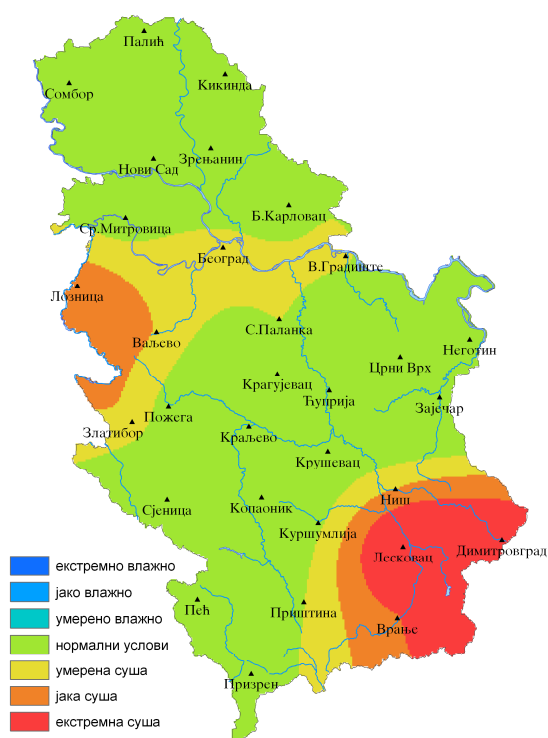 Палић
Сомбор
Кикинда
Зрењанин
Нови Сад
Б.Карловац
Ср.Митровица
Београд
В.Градиште
Лозница
Ваљево
С.Паланка
Неготин
Црни Врх
Крагујевац
Ћуприја
Зајечар
Пожега
Златибор
Краљево
Крушевац
Ниш
Сјеница
Копаоник
Куршумлија
Лесковац
Димитровград
Пећ
Приштина
Врање
Призрен
екстремно влажно
јако влажно
умерено влажно
нормални услови
умерена суша
јака суша
екстремна суша